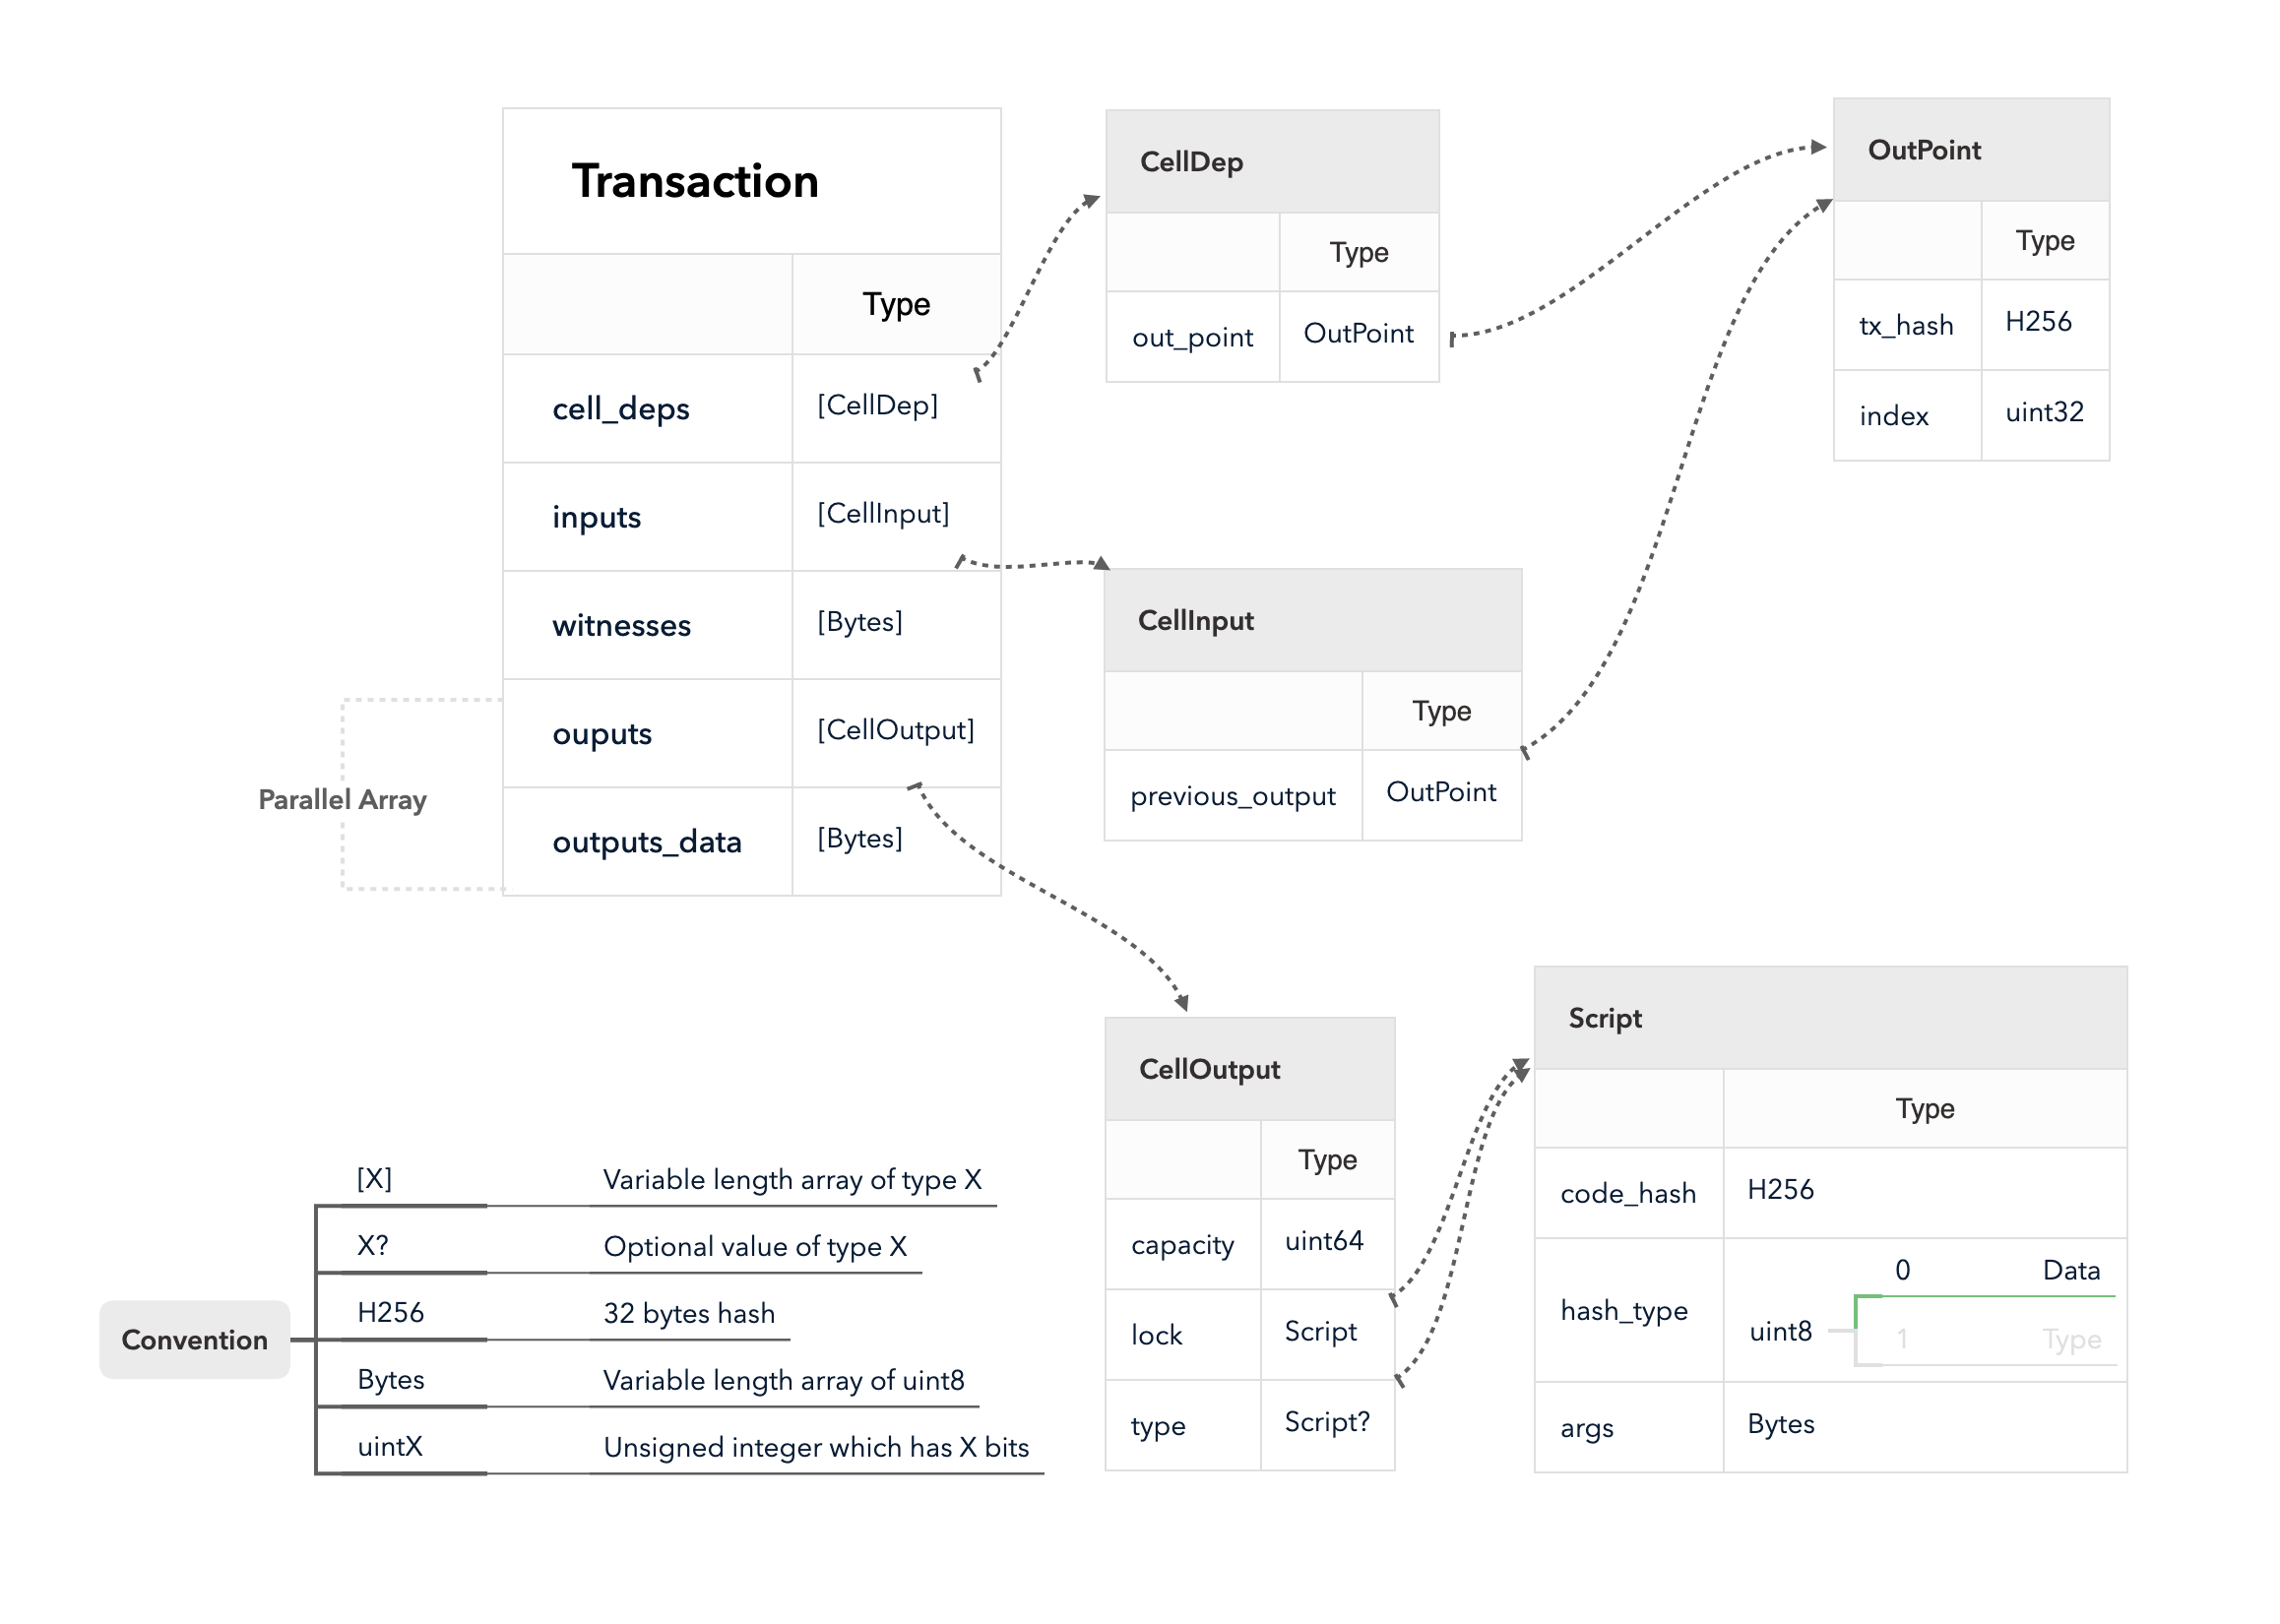 Transaction
Type
cell_deps [CellDep]
inputs [CellInput]
witnesses [Bytes]
ouputs [CellOutput]
outputs_data [Bytes]
Parallel Array
CellDep
Type
out_point OutPoint
OutPoint
Type
tx_hash H256
index uint32
CellInput
Type
previous_output OutPoint
CellOutput
Type
capacity uint64
lock Script
type Script?
Script
Type
code_hash H256
hash_type uint8
0 Data
1 Type
args Bytes
Convention
[X] Variable length array of type X
X? Optional value of type X
H256 32 bytes hash
Bytes Variable length array of uint8
uintX Unsigned integer which has X bits